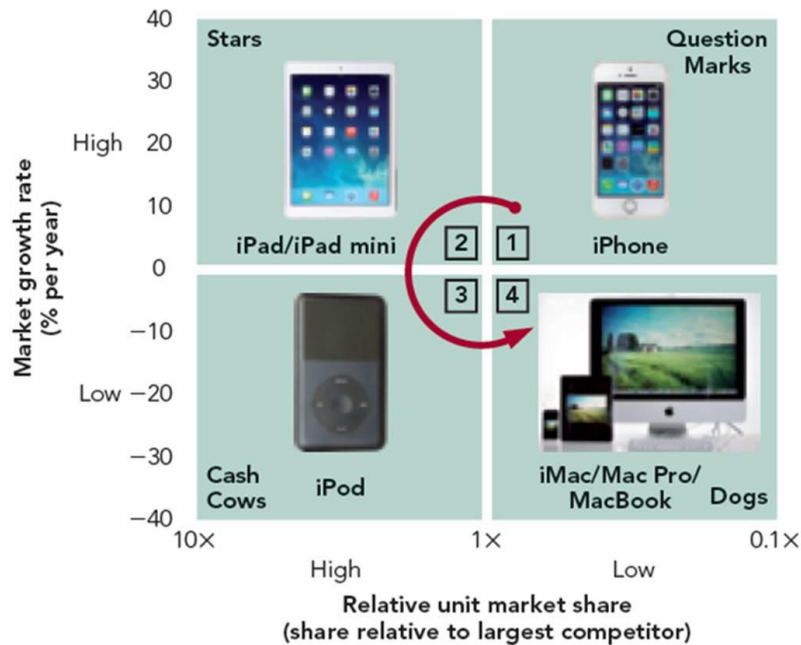 40
Stars
Question
Marks
30
High
20
10
iPad/iPad mini
2
1
iPhone
0
3
4
−10
Low
−20
−30
Cash
Cows
iPod
iMac/Mac Pro/
MacBook
Dogs
−40
10×
1×
0.1×
High
Low
Market growth rate
(% per year)
Relative unit market share
(share relative to largest competitor)